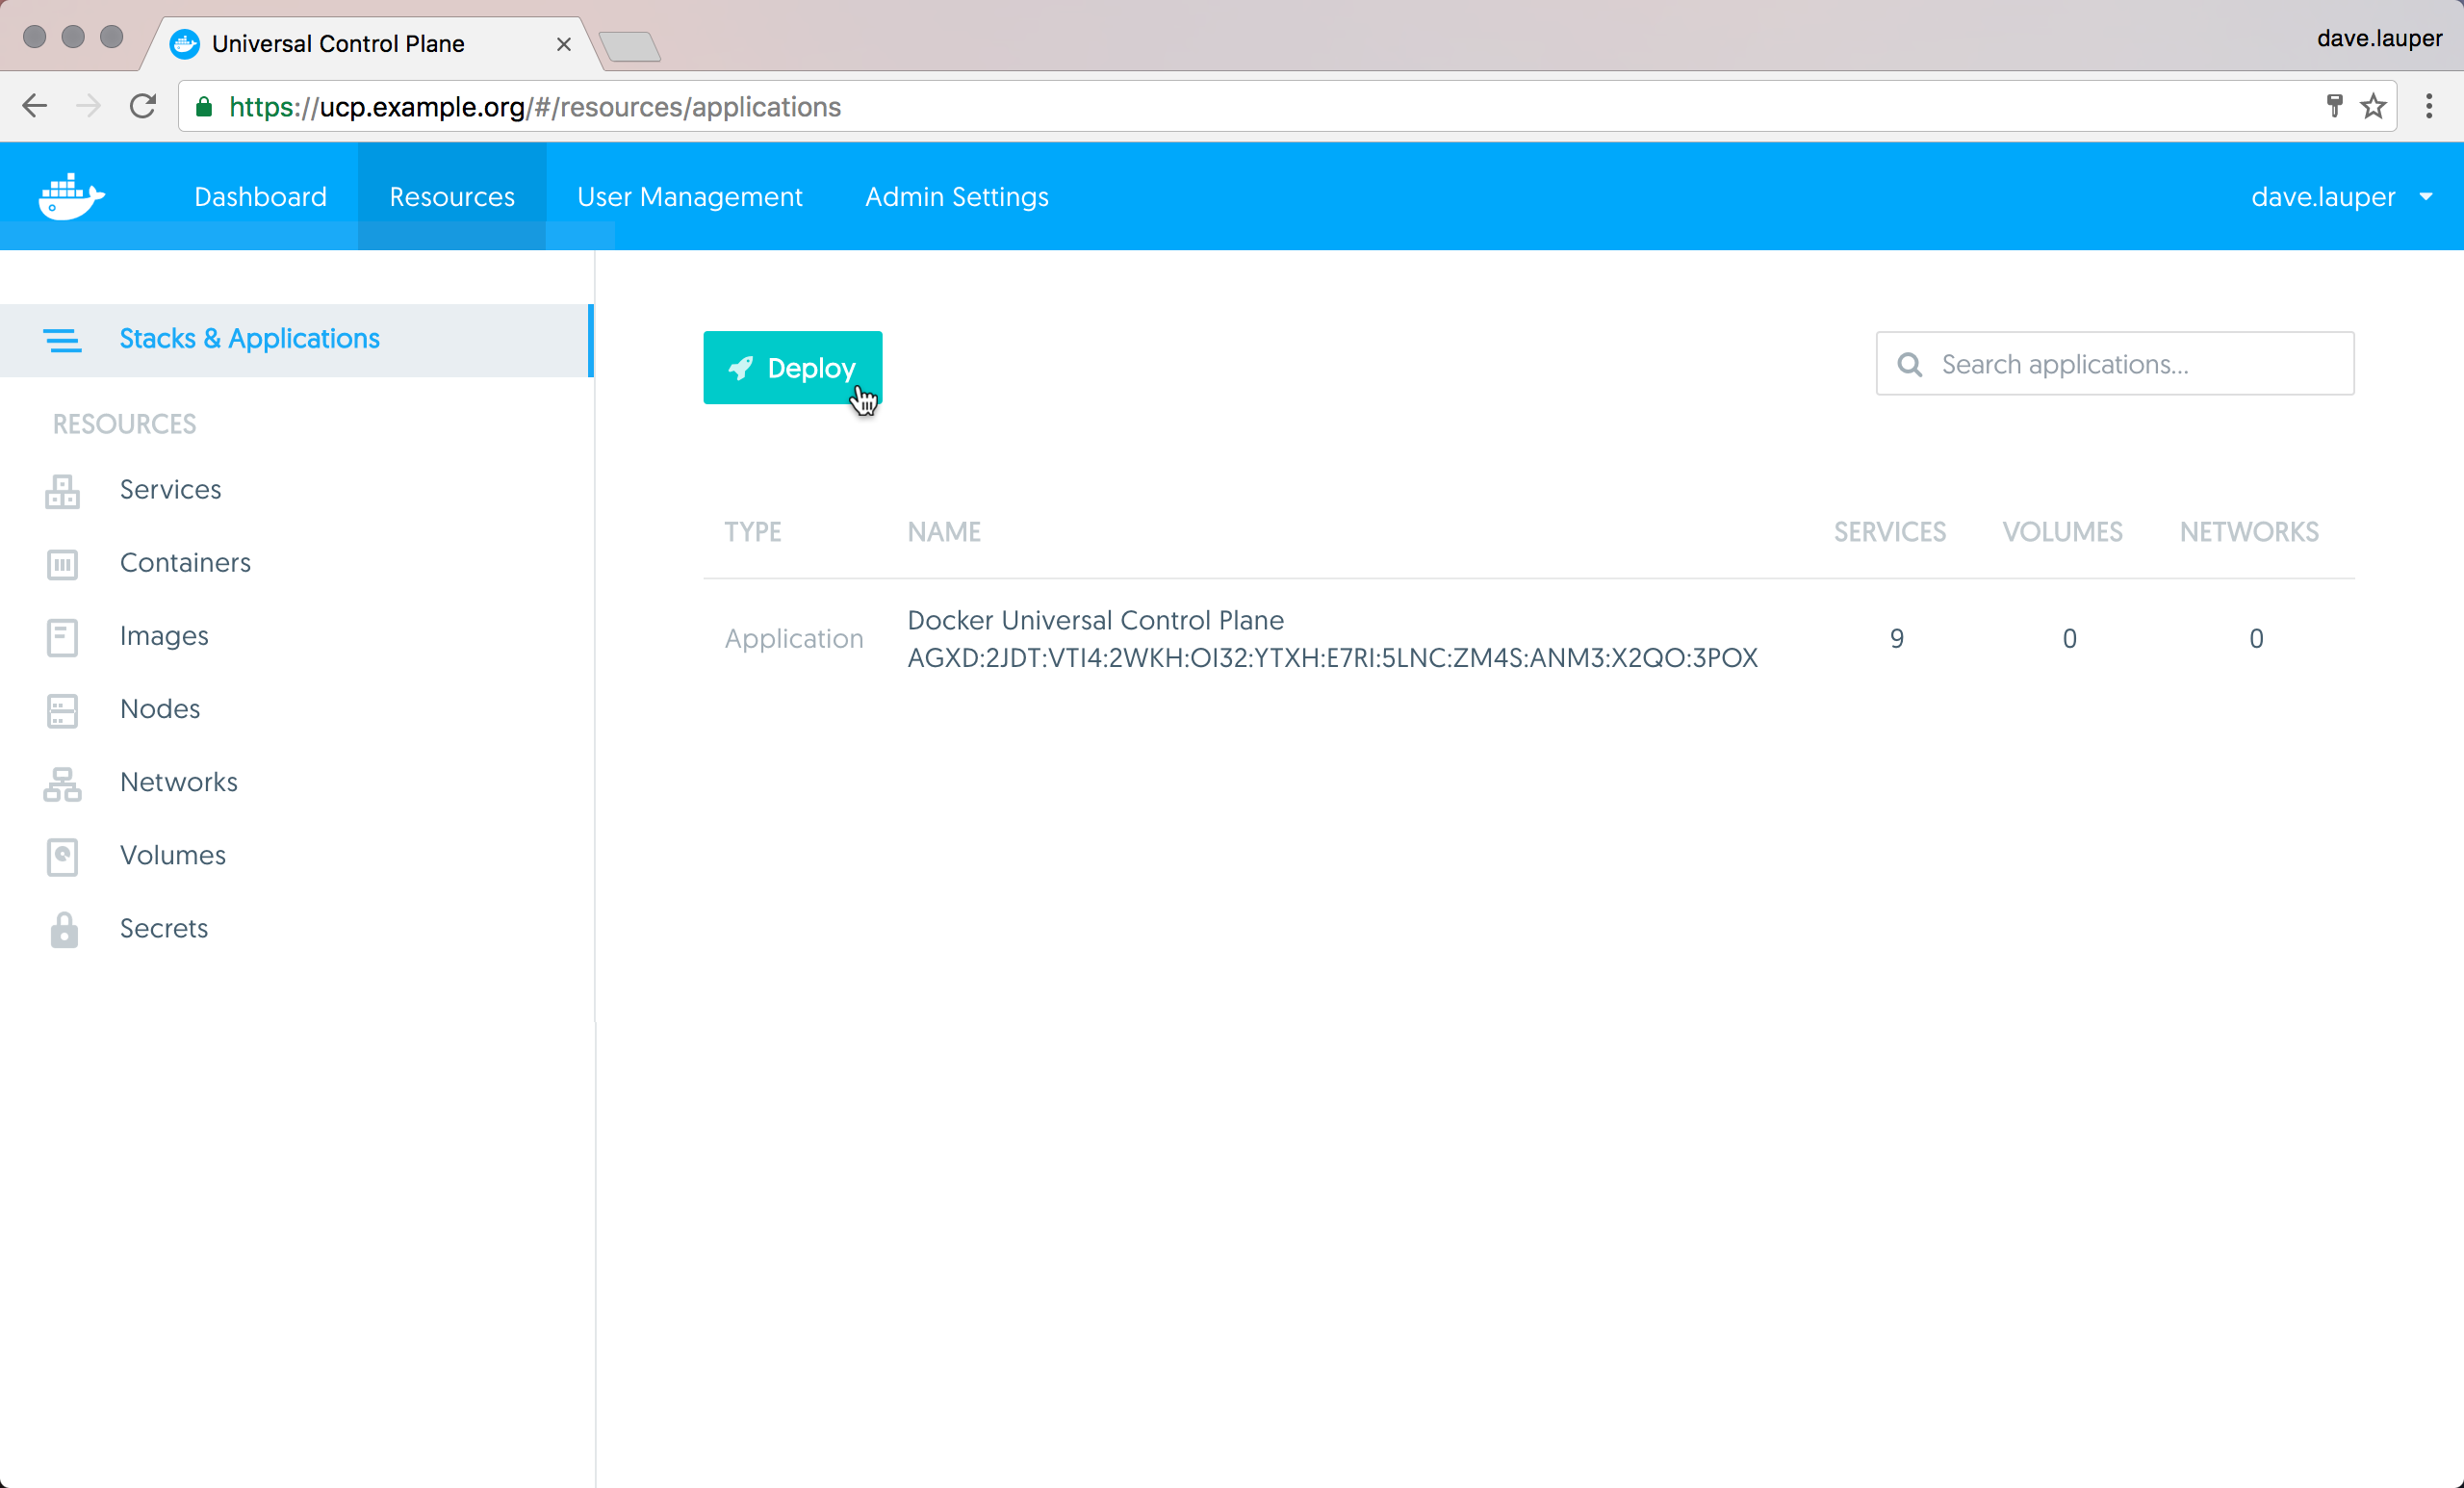 Universal Control Plane
dave.lauper
https://ucp.example.org/#/resources/applications
Dashboard
Resources
User Management
Admin Settings
dave.lauper
Stacks & Applications
RESOURCES
Services
Containers
Images
Nodes
Networks
Volumes
Secrets
Deploy
Search applications...
TYPE NAME SERVICES VOLUMES NETWORKS
Application
Docker Universal Control Plane
AGXD:2JDT:VTI4:2WKH:OI32:YTXH:E7RI:5LNC:ZM4S:ANM3:X2QO:3POX
9 0 0